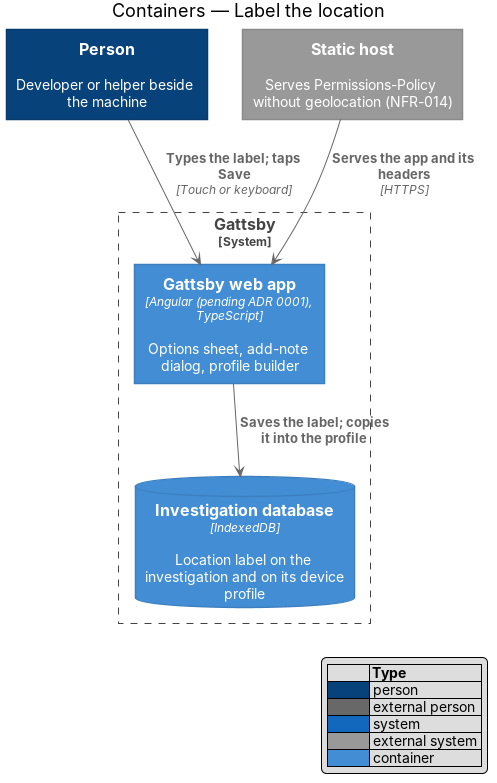 Containers — Label the location
Person
Developer or helper beside
the machine
Static host
Serves Permissions-Policy
without geolocation (NFR-014)
Types the label; taps
Save
[Touch or keyboard]
Serves the app and its
headers
[HTTPS]
Gattsby
[System]
Gattsby web app
[Angular (pending ADR 0001),
TypeScript]
Options sheet, add-note
dialog, profile builder
Saves the label; copies
it into the profile
Investigation database
[IndexedDB]
Location label on the
investigation and on its device
profile
Type
person
external person
system
external system
container